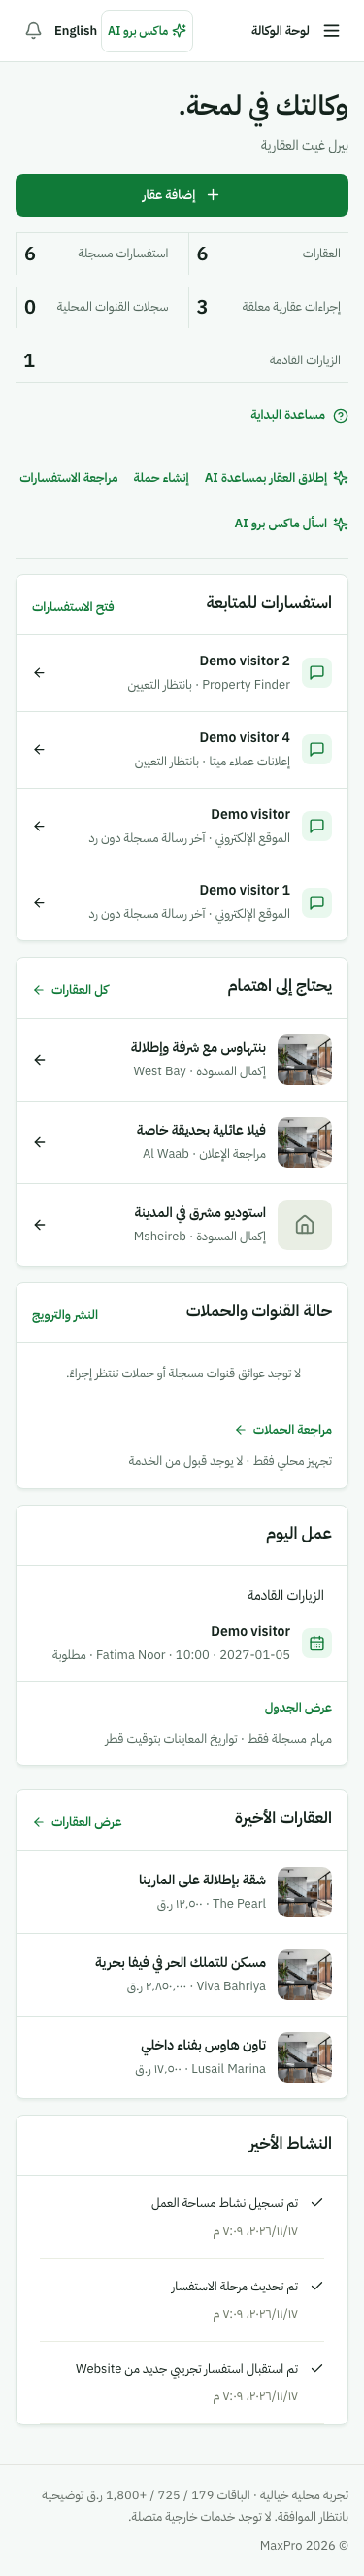 لوحة الوكالة
ماكس برو AI
English
وكالتك في لمحة.
بيرل غيت العقارية
إضافة عقار
العقارات 6
استفسارات مسجلة 6
إجراءات عقارية معلقة 3
سجلات القنوات المحلية 0
الزيارات القادمة 1
مساعدة البداية
إطلاق العقار بمساعدة AI
إنشاء حملة
مراجعة الاستفسارات
اسأل ماكس برو AI
استفسارات للمتابعة
فتح الاستفسارات
Demo visitor 2
Property Finder · بانتظار التعيين
Demo visitor 4
إعلانات عملاء ميتا · بانتظار التعيين
Demo visitor
الموقع الإلكتروني · آخر رسالة مسجلة دون رد
Demo visitor 1
الموقع الإلكتروني · آخر رسالة مسجلة دون رد
يحتاج إلى اهتمام
كل العقارات
بنتهاوس مع شرفة وإطلالة
إكمال المسودة · West Bay
فيلا عائلية بحديقة خاصة
مراجعة الإعلان · Al Waab
استوديو مشرق في المدينة
إكمال المسودة · Msheireb
حالة القنوات والحملات
النشر والترويج
لا توجد عوائق قنوات مسجلة أو حملات تنتظر إجراءً.
مراجعة الحملات
تجهيز محلي فقط · لا يوجد قبول من الخدمة
عمل اليوم
الزيارات القادمة
Demo visitor
2027-01-05 · 10:00 · Fatima Noor · مطلوبة
عرض الجدول
مهام مسجلة فقط · تواريخ المعاينات بتوقيت قطر
العقارات الأخيرة
عرض العقارات
شقة بإطلالة على المارينا
The Pearl · ١٢٬٥٠٠ ر.ق
مسكن للتملك الحر في فيفا بحرية
Viva Bahriya · ٢٬٨٥٠٬٠٠٠ ر.ق
تاون هاوس بفناء داخلي
Lusail Marina · ١٧٬٥٠٠ ر.ق
النشاط الأخير
تم تسجيل نشاط مساحة العمل
٢٠٢٦/١١/١٧، ٧:٠٩ م
تم تحديث مرحلة الاستفسار
٢٠٢٦/١١/١٧، ٧:٠٩ م
تم استقبال استفسار تجريبي جديد من Website
٢٠٢٦/١١/١٧، ٧:٠٩ م
تجربة محلية خيالية · الباقات 179 / 725 / +1,800 ر.ق توضيحية
بانتظار الموافقة. لا توجد خدمات خارجية متصلة.
© 2026 MaxPro